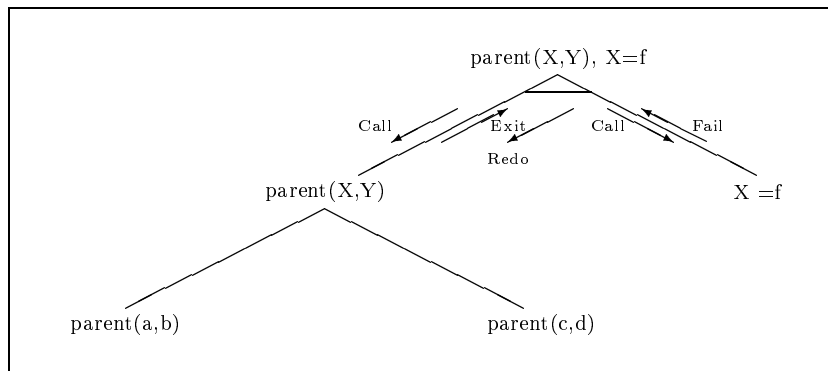 parent(X,Y), X=f
Call Exit Call Fail
Redo
parent(X,Y) X =f
parent(a,b) parent(c,d)